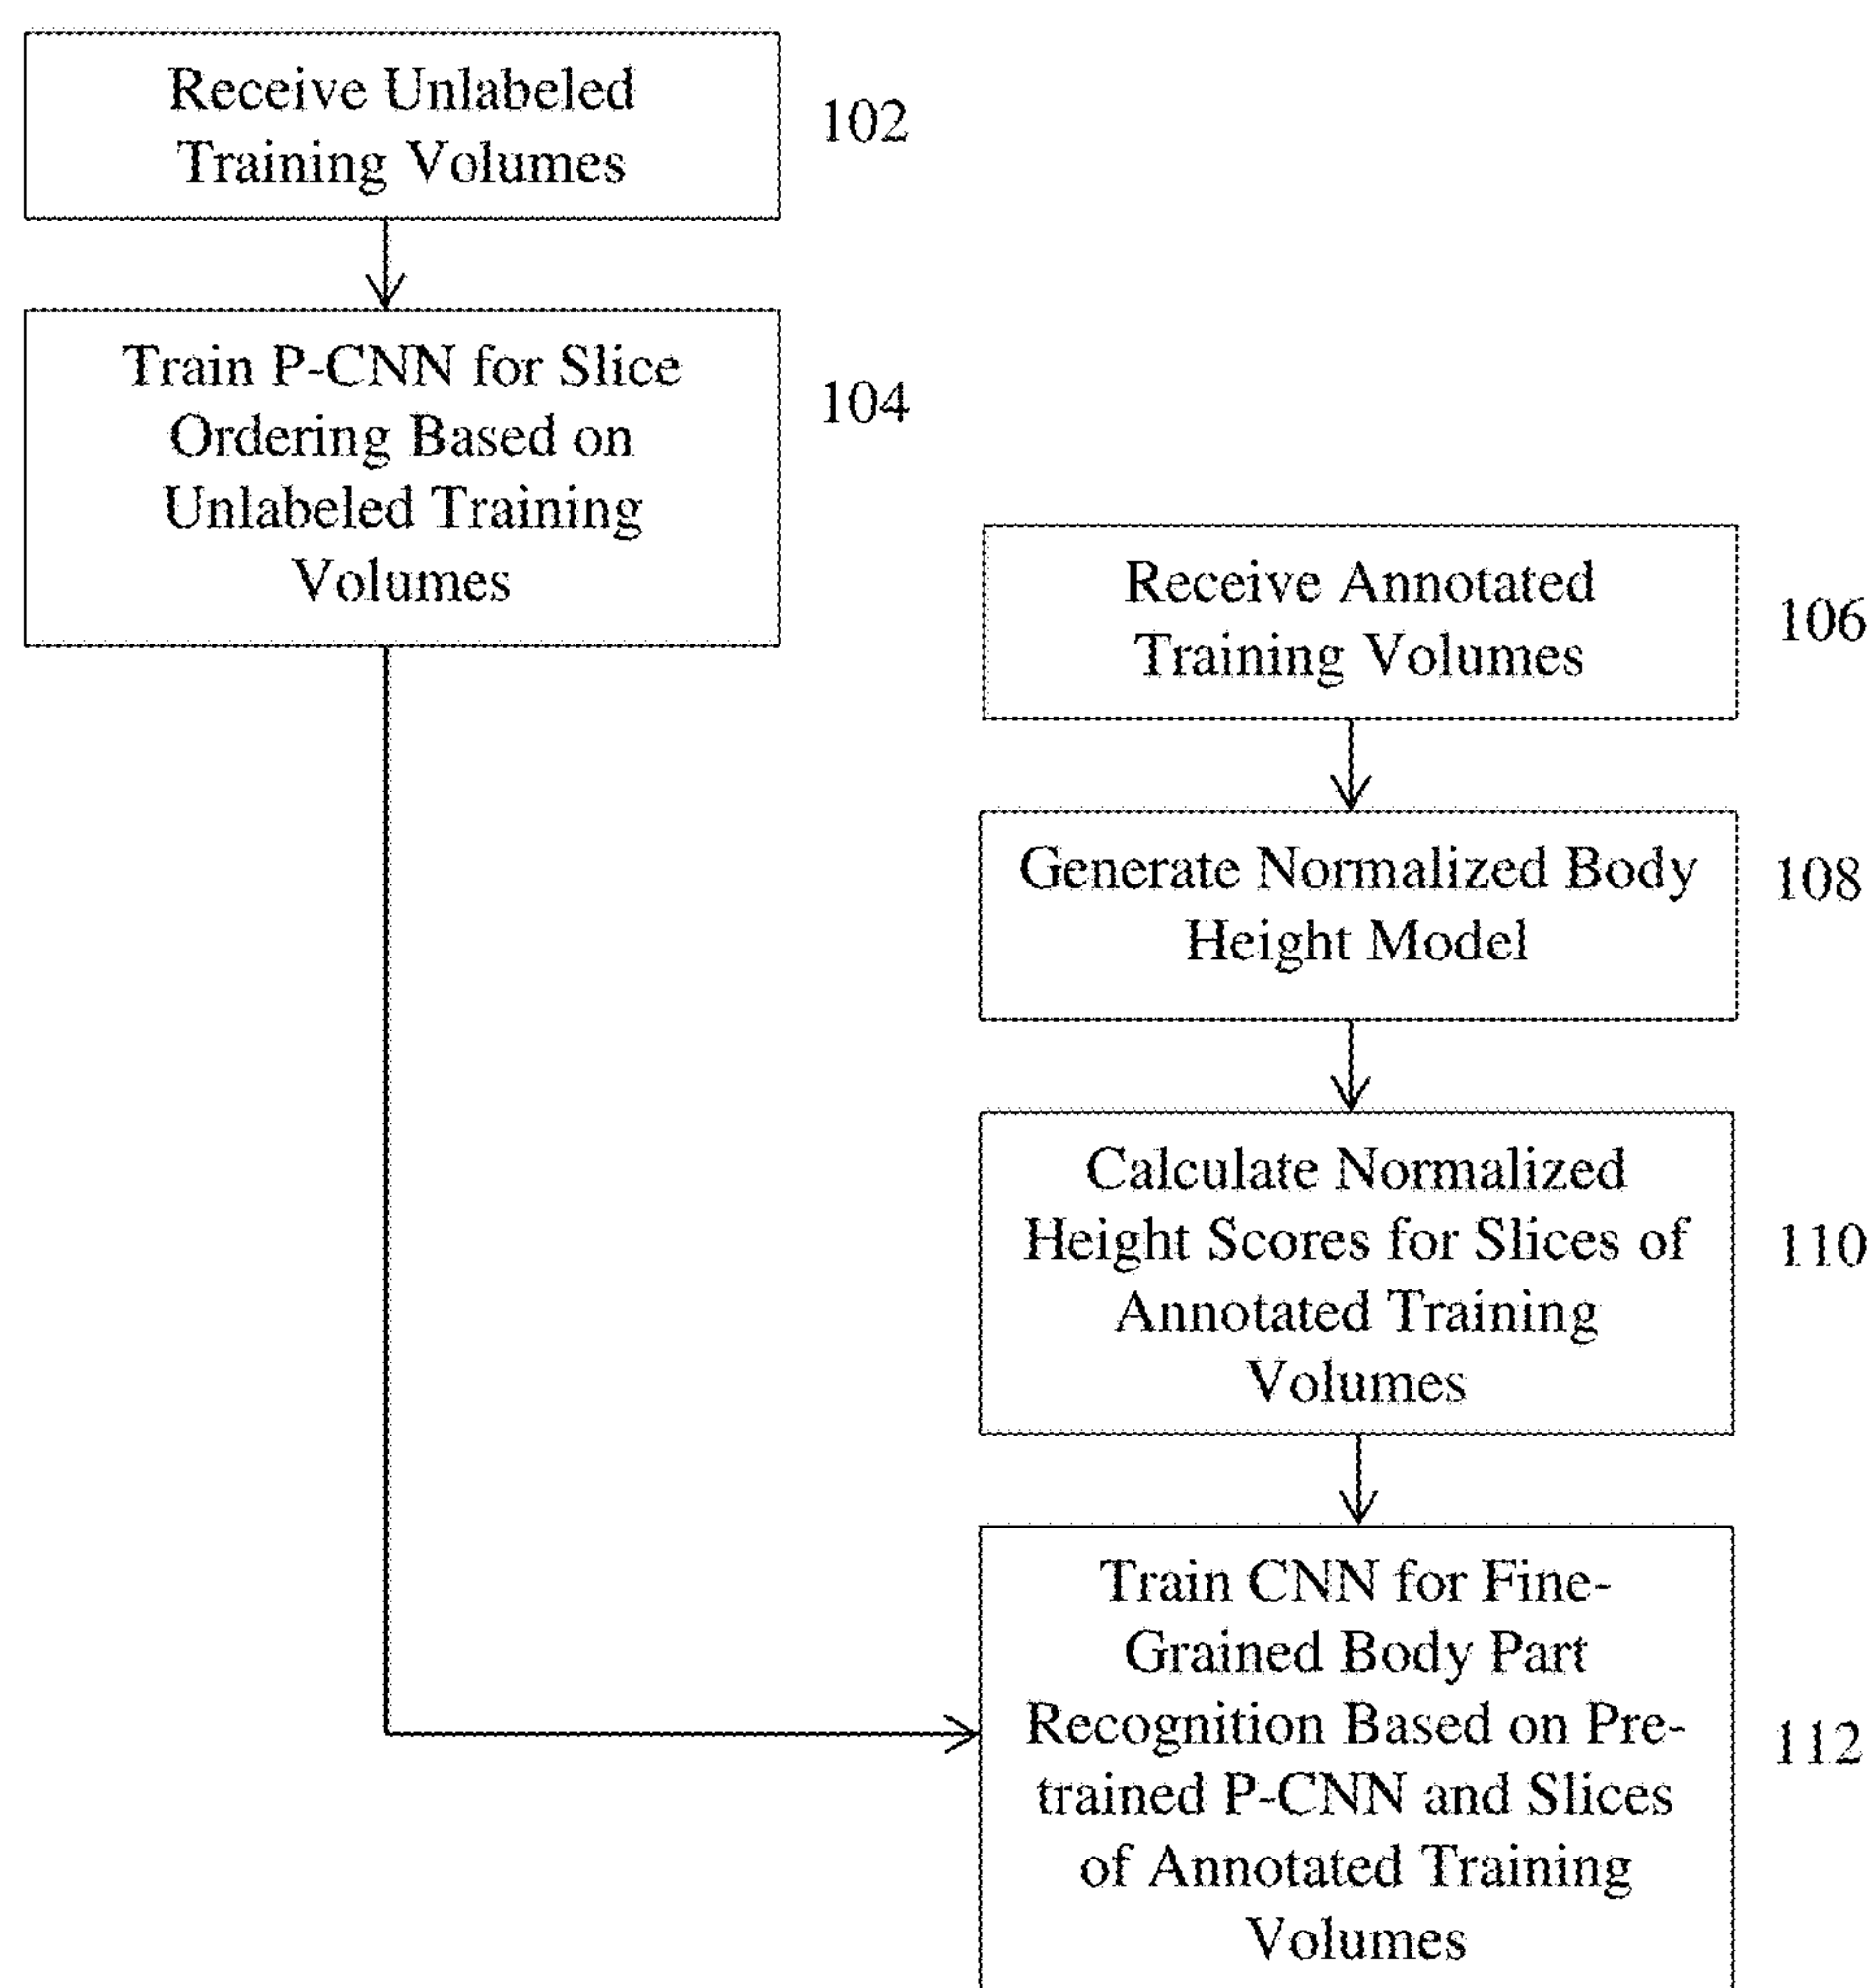 Receive Unlabeled
Training Volumes
102
Train P-CNN for Slice
Ordering Based on
Unlabeled Training
Volumes
104
Receive Annotated
Training Volumes
106
Generate Normalized Body
Height Model
108
Calculate Normalized
Height Scores for Slices of
Annotated Training
Volumes
110
Train CNN for Fine-
Grained Body Part
Recognition Based on Pre-
trained P-CNN and Slices
of Annotated Training
Volumes
112